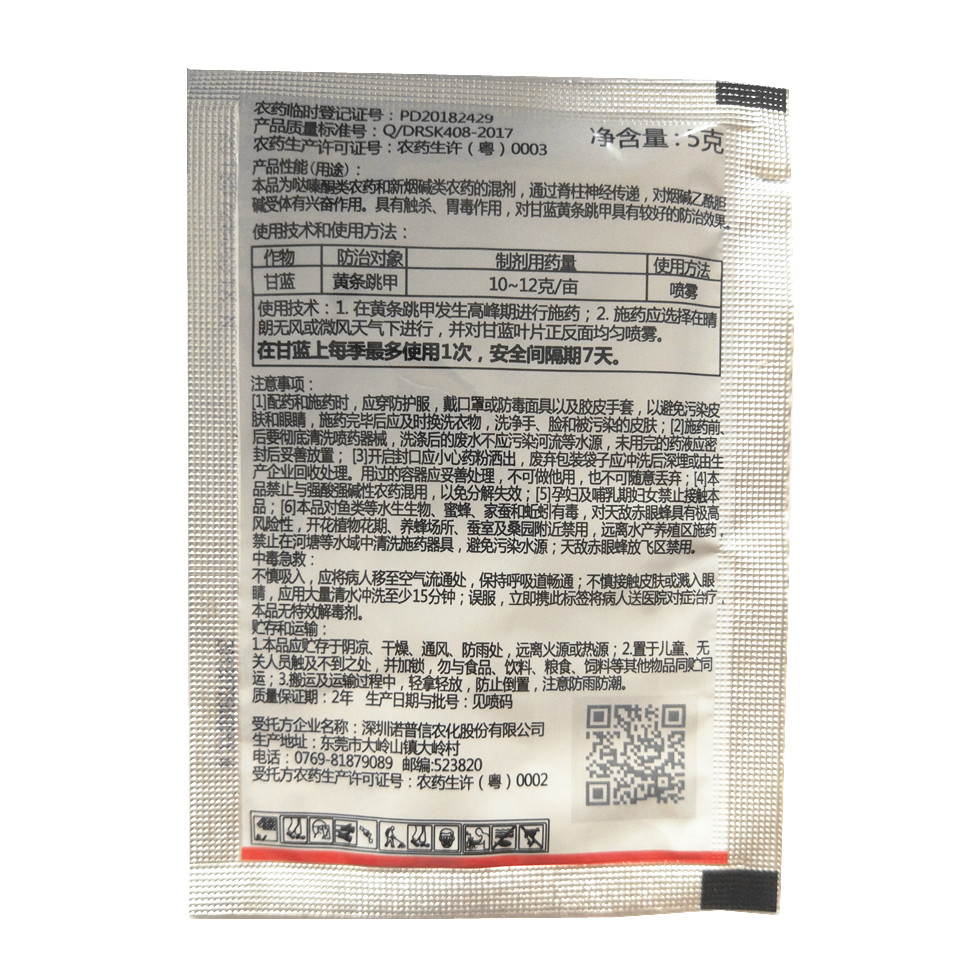 农药临时登记证号：PD20182429
产品质量标准号：Q/DRSK408-2017
农药生产许可证号：农药生许（粤）0003
净含量：5克
产品性能(用途)：
本品为哒嗪酮类农药和新烟碱类农药的混剂，通过脊柱神经传递，对烟碱乙酰胆
碱受体有兴奋作用。具有触杀、胃毒作用，对甘蓝黄条跳甲具有较好的防治效果。
使用技术和使用方法：
作物 防治对象 制剂用药量 使用方法
甘蓝 黄条跳甲 10~12克/亩 喷雾
使用技术：1. 在黄条跳甲发生高峰期进行施药；2. 施药应选择在晴
朗无风或微风天气下进行，并对甘蓝叶片正反面均匀喷雾。
在甘蓝上每季最多使用1次，安全间隔期7天。
注意事项：
[1]配药和施药时，应穿防护服，戴口罩或防毒面具以及胶皮手套，以避免污染皮
肤和眼睛，施药完毕后应及时换洗衣物，洗净手、脸和被污染的皮肤；[2]施药前、
后要彻底清洗喷药器械，洗涤后的废水不应污染河流等水源，未用完的药液应密
封后妥善放置；[3]开启封口应小心药粉洒出，废弃包装袋子应冲洗后深埋或由生
产企业回收处理。用过的容器应妥善处理，不可做他用，也不可随意丢弃；[4]本
品禁止与强酸强碱性农药混用，以免分解失效；[5]孕妇及哺乳期妇女禁止接触本
品；[6]本品对鱼类等水生生物、蜜蜂、家蚕和蚯蚓有毒，对天敌赤眼蜂具有极高
风险性，开花植物花期、养蜂场所、蚕室及桑园附近禁用，远离水产养殖区施药，
禁止在河塘等水域中清洗施药器具，避免污染水源；天敌赤眼蜂放飞区禁用。
中毒急救：
不慎吸入，应将病人移至空气流通处，保持呼吸道畅通；不慎接触皮肤或溅入眼
睛，应用大量清水冲洗至少15分钟；误服，立即携此标签将病人送医院对症治疗，
本品无特效解毒剂。
贮存和运输：
1.本品应贮存于阴凉、干燥、通风、防雨处，远离火源或热源；2.置于儿童、无
关人员触及不到之处，并加锁，勿与食品、饮料、粮食、饲料等其他物品同贮同
运；3.搬运及运输过程中，轻拿轻放，防止倒置，注意防雨防潮。
质量保证期：2年 生产日期与批号：见喷码
受托方企业名称：深圳诺普信农化股份有限公司
生产地址：东莞市大岭山镇大岭村
电话：0769-81879089 邮编:523820
受托方农药生产许可证号：农药生许（粤）0002